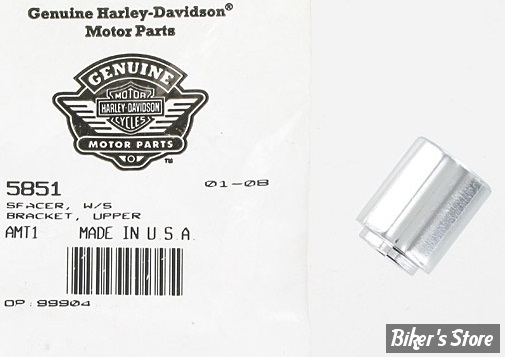 Genuine Harley-Davidson®
Motor Parts
GENUINE
MOTOR
HARLEY-DAVIDSON
CYCLES
MOTOR PARTS
TM
5851 01-08
SPACER, W/S
BRACKET, UPPER
AMT1 MADE IN U.S.A.
OP:99904
Biker's Store